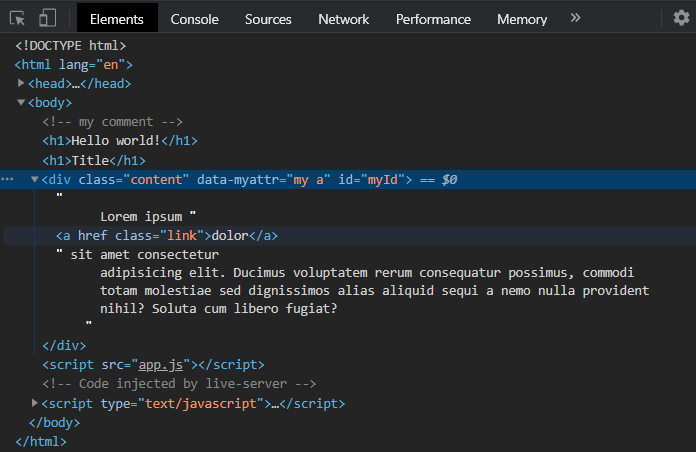 Elements Console Sources Network Performance Memory »
<!DOCTYPE html>
<html lang="en">
<head>…</head>
<body>
<!-- my comment -->
<h1>Hello world!</h1>
<h1>Title</h1>
<div class="content" data-myattr="my a" id="myId"> == $0
"
Lorem ipsum "
<a href class="link">dolor</a>
" sit amet consectetur
adipisicing elit. Ducimus voluptatem rerum consequatur possimus, commodi
totam molestiae sed dignissimos alias aliquid sequi a nemo nulla provident
nihil? Soluta cum libero fugiat?
"
</div>
<script src="app.js"></script>
<!-- Code injected by live-server -->
<script type="text/javascript">…</script>
</body>
</html>